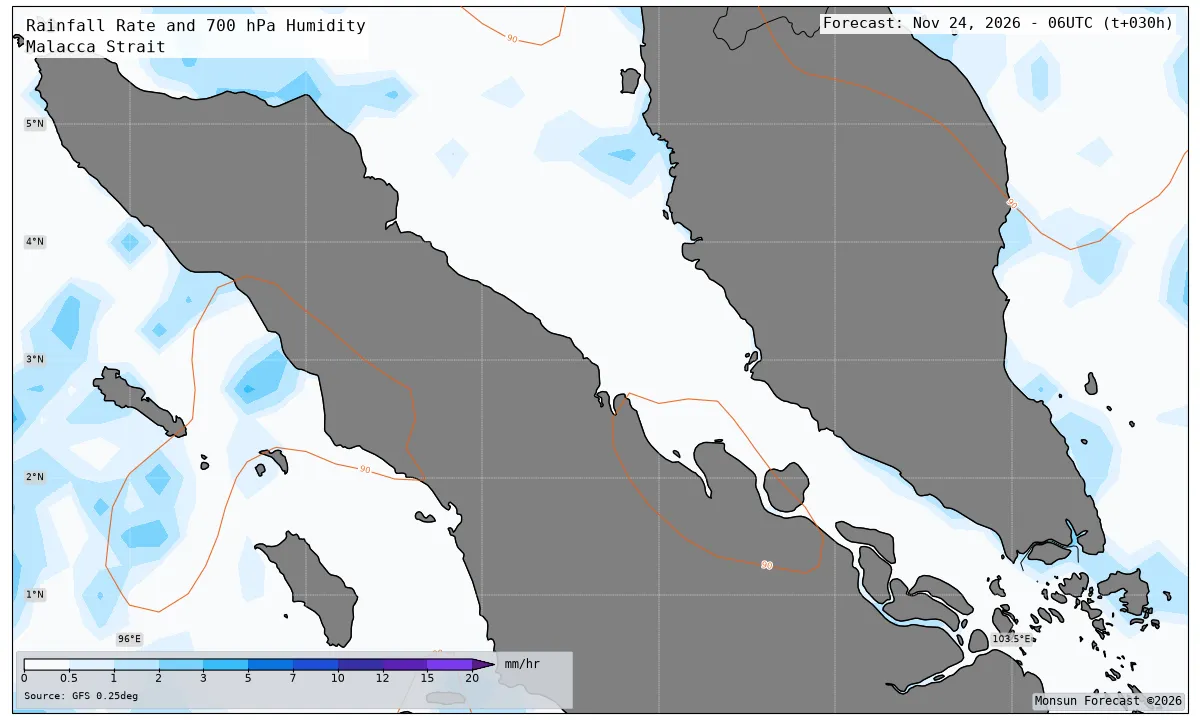 Rainfall Rate and 700 hPa Humidity
Malacca Strait
Forecast: Nov 24, 2026 - 06UTC (t+030h)
90
5°N
90
4°N
3°N
90
2°N
90
1°N
96°E
103.5°E
90
mm/hr
0 0.5 1 2 3 5 7 10 12 15 20
Source: GFS 0.25deg
Monsun Forecast ©2026